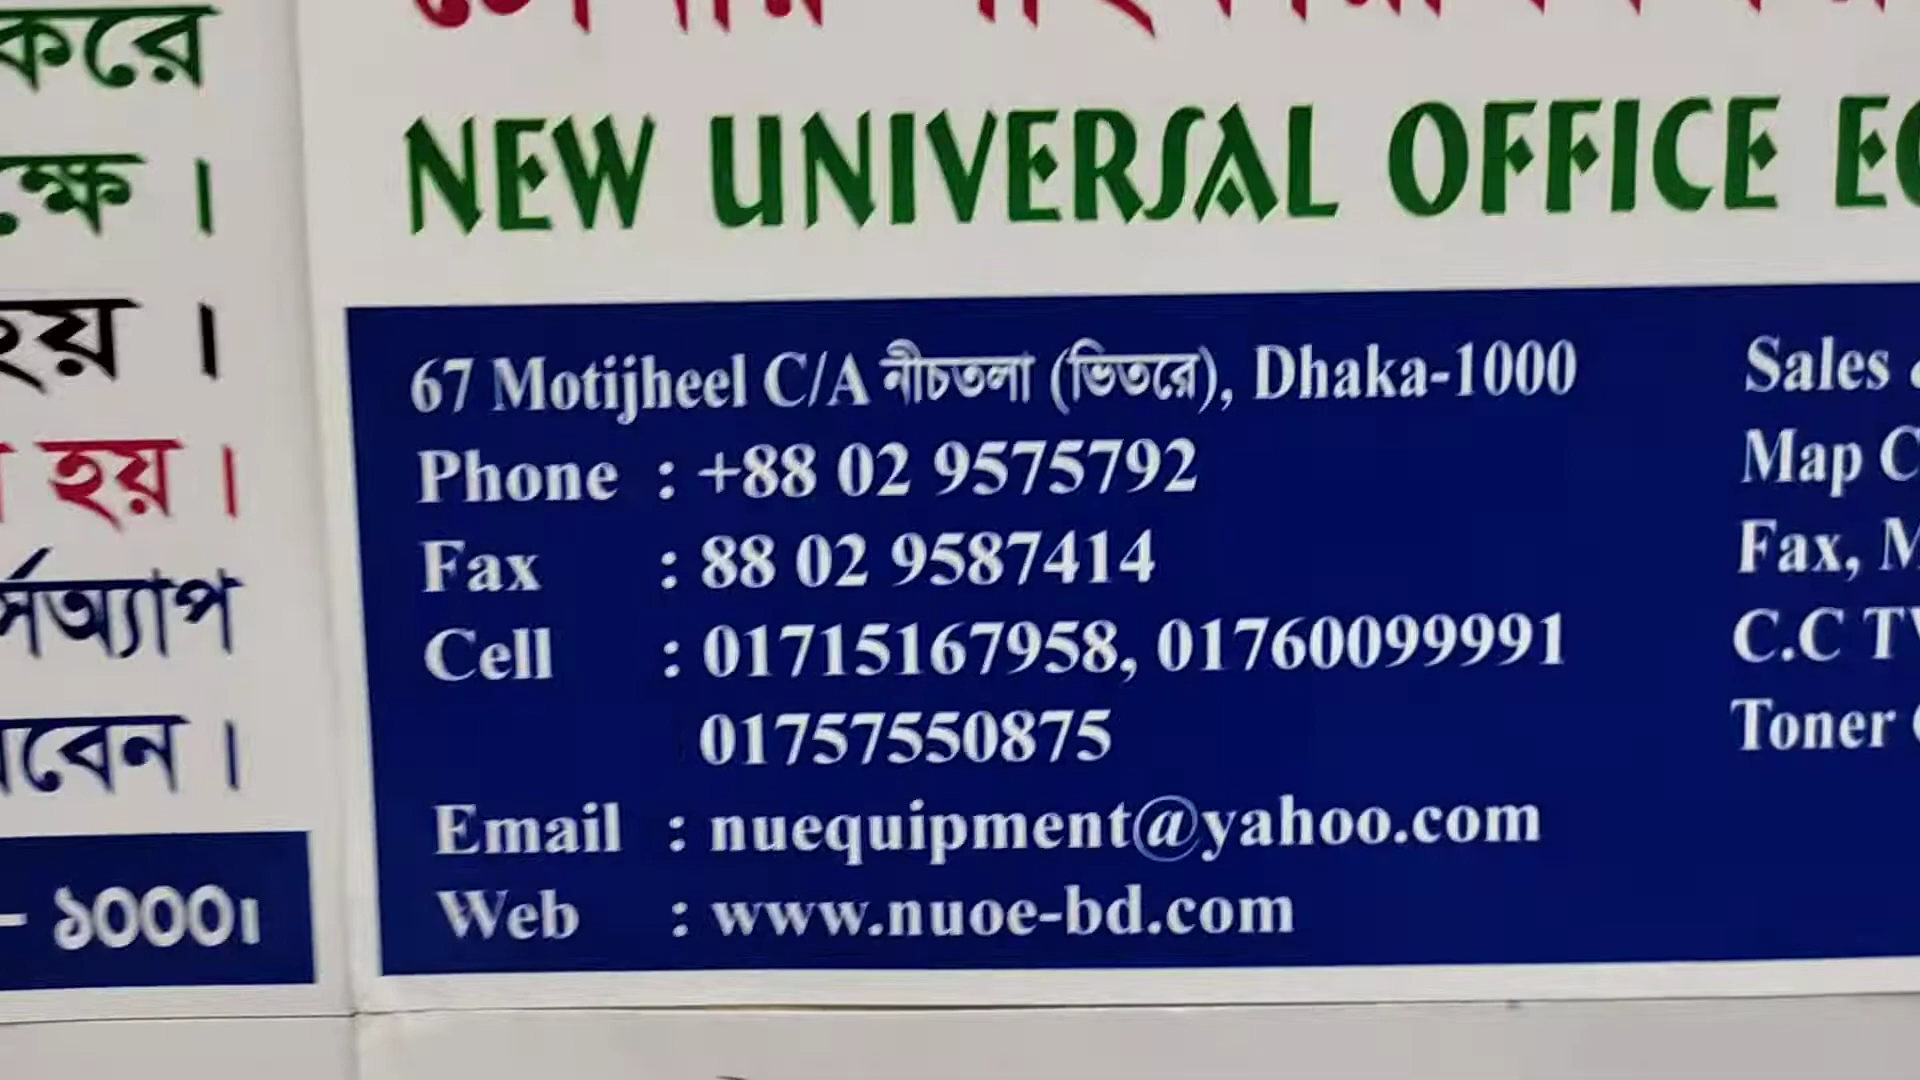 করে
ক্ষে ।
হয় ।
হয় ।
র্সঅ্যাপ
বেন ।
- ১০০০।
NEW UNIVERSAL OFFICE
67 Motijheel C/A নীচতলা (ভিতরে), Dhaka-1000
Phone : +88 02 9575792
Fax : 88 02 9587414
Cell : 01715167958, 01760099991
01757550875
Email : nuequipment@yahoo.com
Web : www.nuoe-bd.com
Sales
Map
Fax,
C.C
Toner